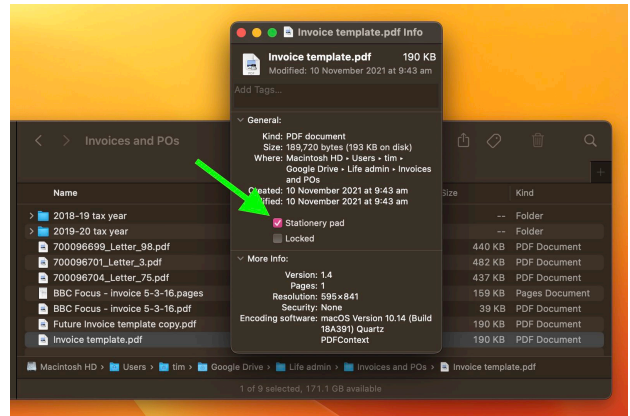 Invoice template.pdf Info
Invoice template.pdf 190 KB
Modified: 10 November 2021 at 9:43 am
Add Tags...
General:
Kind: PDF document
Size: 189,720 bytes (193 KB on disk)
Where: Macintosh HD ▸ Users ▸ tim ▸
Google Drive ▸ Life admin ▸ Invoices
and POs
Created: 10 November 2021 at 9:43 am
Modified: 10 November 2021 at 9:43 am
Stationery pad
Locked
More Info:
Version: 1.4
Pages: 1
Resolution: 595×841
Security: None
Encoding software: macOS Version 10.14 (Build
18A391) Quartz
PDFContext
Invoices and POs
Name Size Kind
2018-19 tax year -- Folder
2019-20 tax year -- Folder
700096699_Letter_98.pdf 440 KB PDF Document
700096701_Letter_3.pdf 482 KB PDF Document
700096704_Letter_75.pdf 437 KB PDF Document
BBC Focus - invoice 5-3-16.pages 159 KB Pages Document
BBC Focus - invoice 5-3-16.pdf 39 KB PDF Document
Future Invoice template copy.pdf 190 KB PDF Document
Invoice template.pdf 190 KB PDF Document
Macintosh HD › Users › tim › Google Drive › Life admin › Invoices and POs › Invoice template.pdf
1 of 9 selected, 171.1 GB available